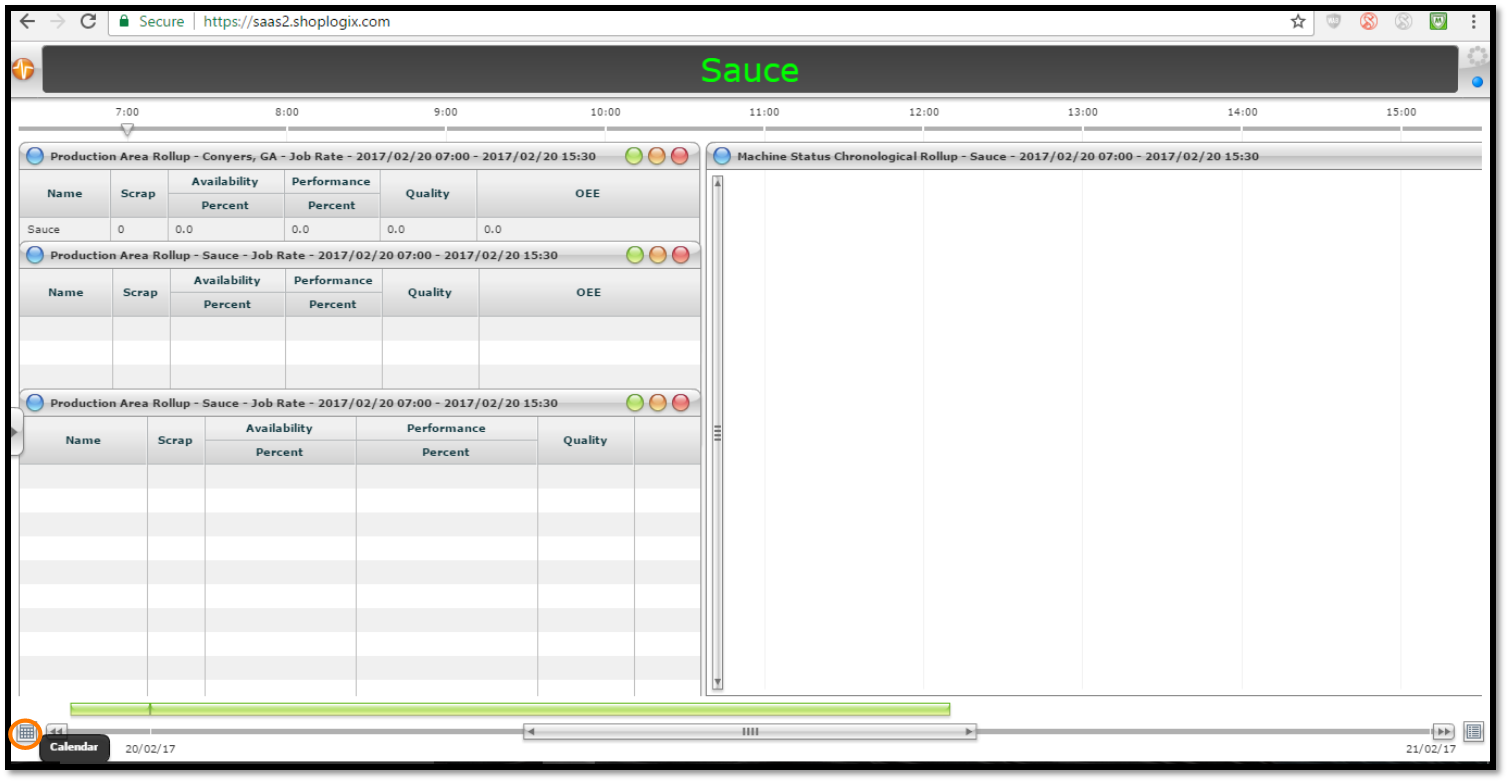 Secure | https://saas2.shoplogix.com
Sauce
7:00 8:00 9:00 10:00 11:00 12:00 13:00 14:00 15:00
Production Area Rollup - Conyers, GA - Job Rate - 2017/02/20 07:00 - 2017/02/20 15:30
Name Scrap Availability Performance Quality OEE
Percent Percent
Sauce 0 0.0 0.0 0.0 0.0
Production Area Rollup - Sauce - Job Rate - 2017/02/20 07:00 - 2017/02/20 15:30
Name Scrap Availability Performance Quality OEE
Percent Percent
Production Area Rollup - Sauce - Job Rate - 2017/02/20 07:00 - 2017/02/20 15:30
Name Scrap Availability Performance Quality
Percent Percent
Machine Status Chronological Rollup - Sauce - 2017/02/20 07:00 - 2017/02/20 15:30
Calendar
20/02/17 21/02/17